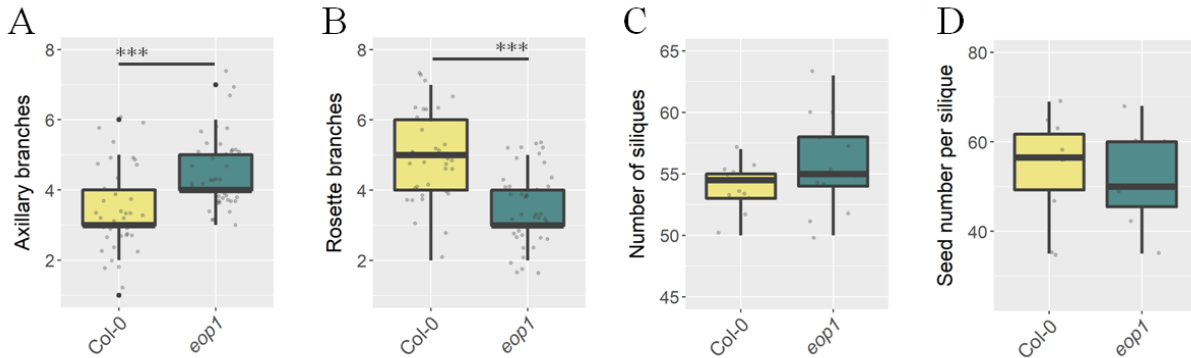 A
Axillary branches
8
6
4
2
***
Col-0
eop1
B
Rosette branches
8
6
4
2
***
Col-0
eop1
C
Number of siliques
65
60
55
50
45
Col-0
eop1
D
Seed number per silique
80
60
40
Col-0
eop1